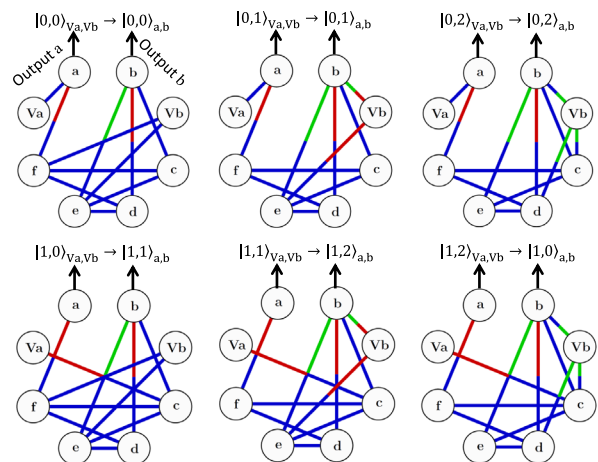 |0,0⟩Va,Vb → |0,0⟩a,b
|0,1⟩Va,Vb → |0,1⟩a,b
|0,2⟩Va,Vb → |0,2⟩a,b
Output a
Output b
a b a b a b
Va Vb Va Vb Va Vb
f c f c f c
e d e d e d
|1,0⟩Va,Vb → |1,1⟩a,b
|1,1⟩Va,Vb → |1,2⟩a,b
|1,2⟩Va,Vb → |1,0⟩a,b
a b a b a b
Va Vb Va Vb Va Vb
f c f c f c
e d e d e d